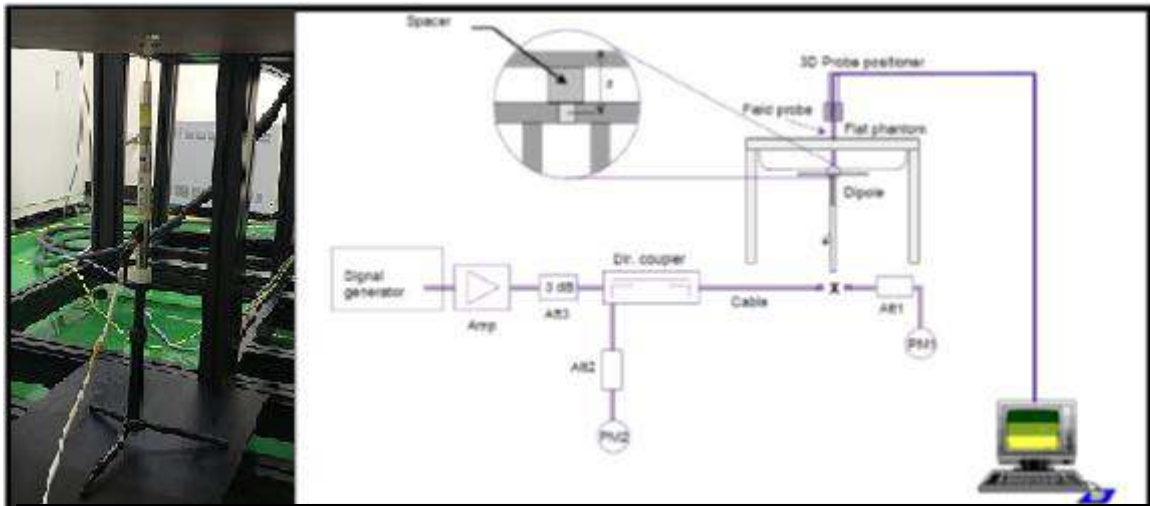 Spacer
3D Probe positioner
Field probe
Flat phantom
Dipole
Signal
generator
Amp
3 dB
Att3
Dir. coupler
Cable
Att1
PM1
Att2
PM2
X